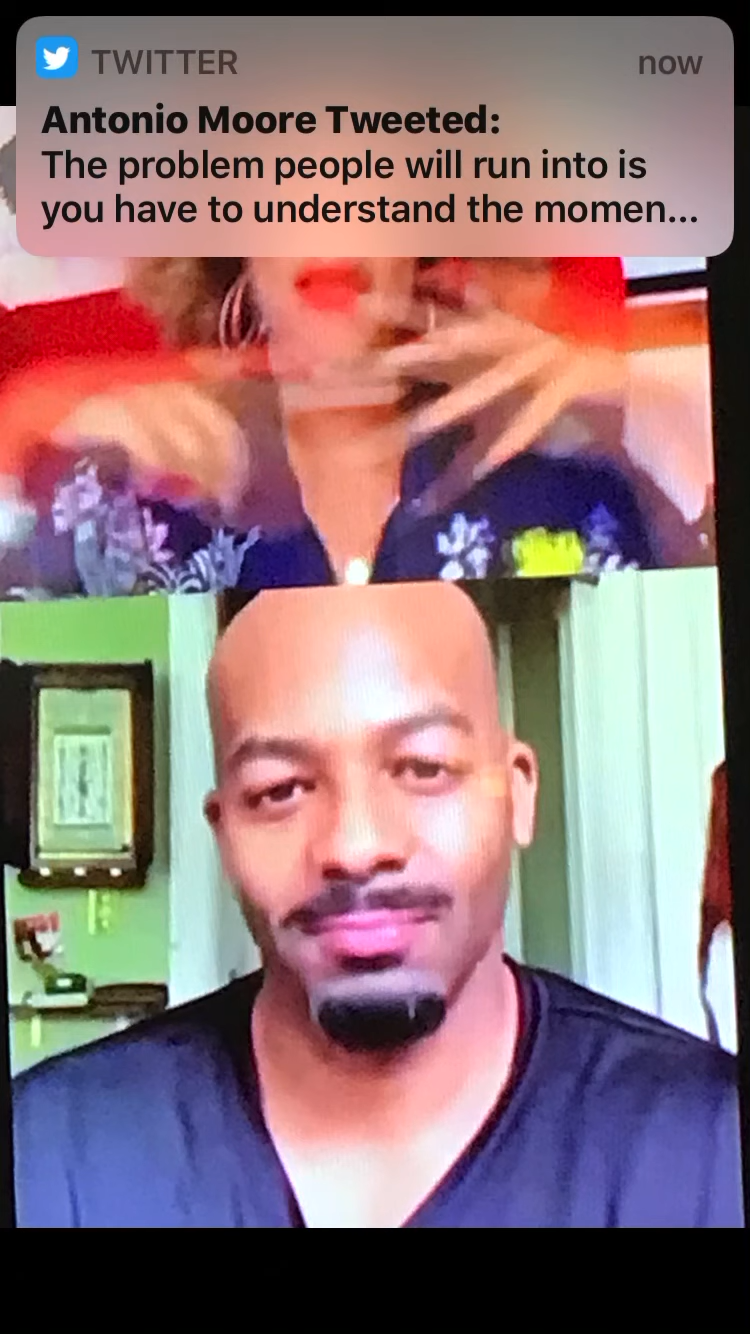 TWITTER now
Antonio Moore Tweeted:
The problem people will run into is
you have to understand the momen...